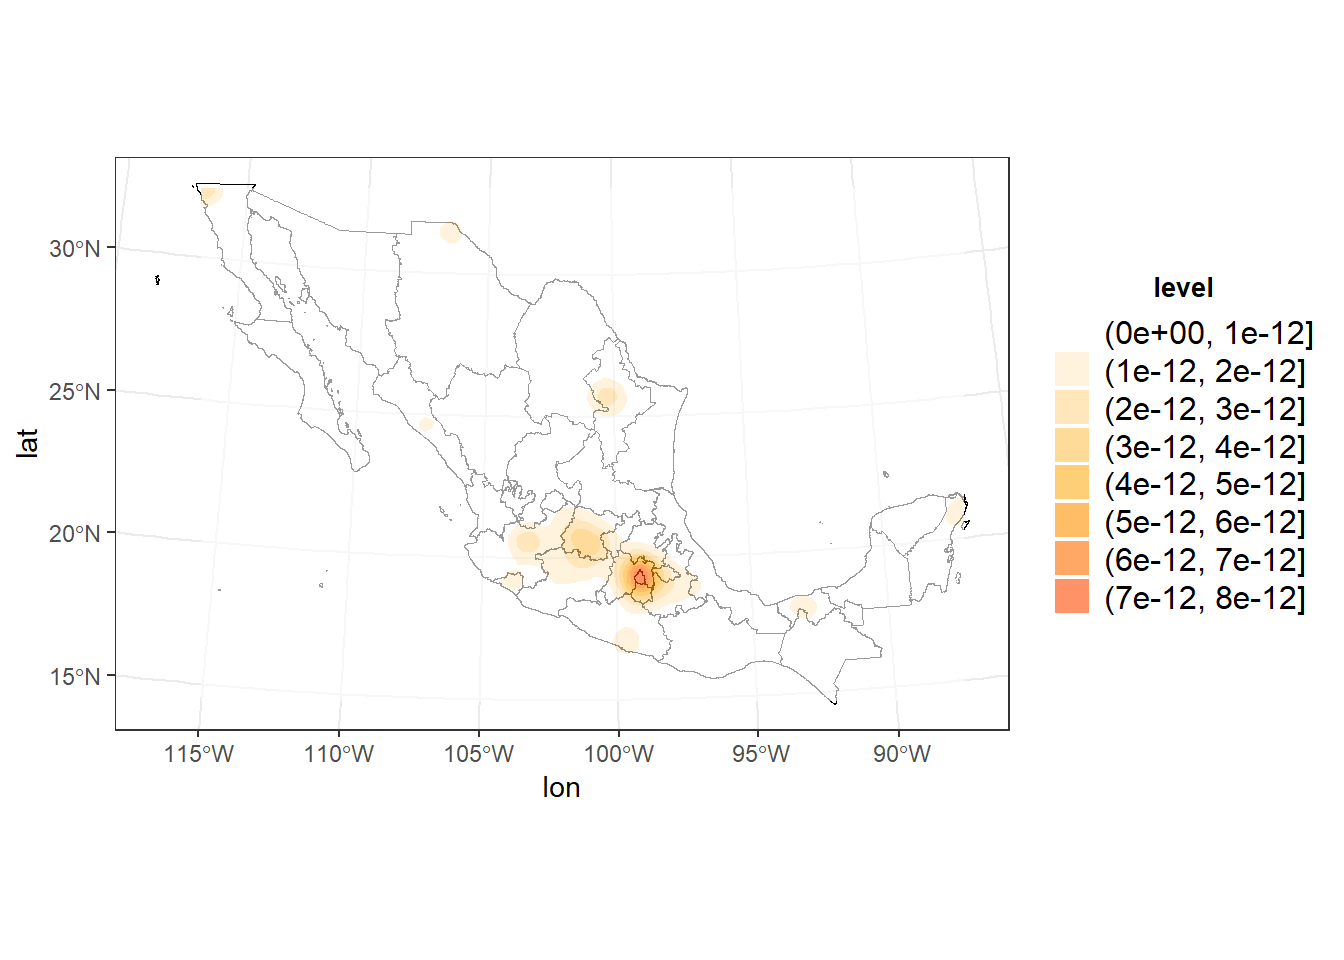 30°N
25°N
20°N
15°N
lat
115°W 110°W 105°W 100°W 95°W 90°W
lon
level
(0e+00, 1e-12]
(1e-12, 2e-12]
(2e-12, 3e-12]
(3e-12, 4e-12]
(4e-12, 5e-12]
(5e-12, 6e-12]
(6e-12, 7e-12]
(7e-12, 8e-12]